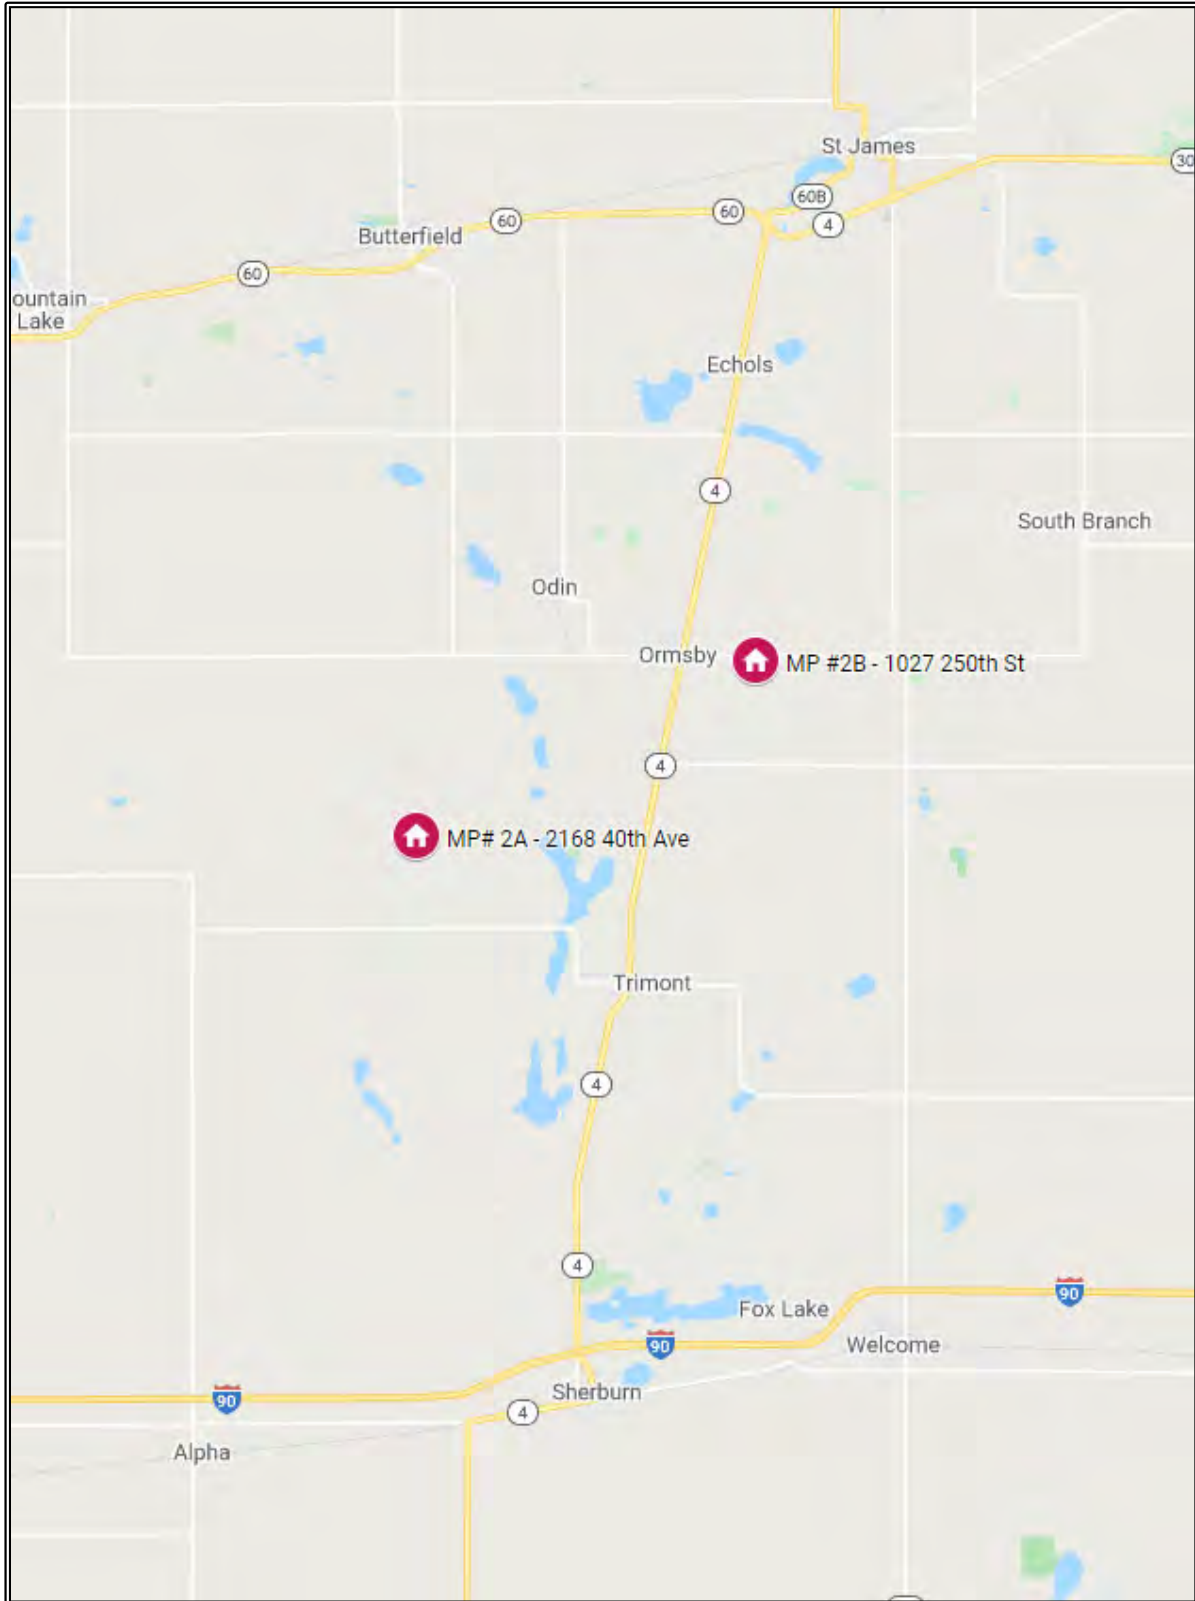 St James
30
60B
60
60
4
Butterfield
60
ountain
Lake
Echols
4
South Branch
Odin
Ormsby
MP #2B - 1027 250th St
4
MP# 2A - 2168 40th Ave
Trimont
4
4
90
Fox Lake
90
Welcome
Sherburn
90
4
Alpha